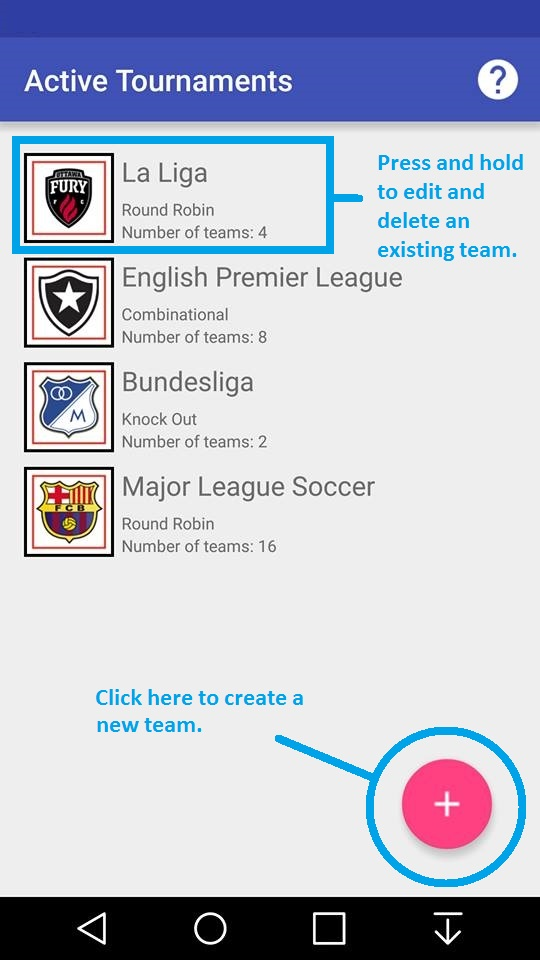 Active Tournaments
?
La Liga
Round Robin
Number of teams: 4
Press and hold
to edit and
delete an
existing team.
OTTAWA
FURY
F C
English Premier League
Combinational
Number of teams: 8
Bundesliga
Knock Out
Number of teams: 2
M
Major League Soccer
Round Robin
Number of teams: 16
FCB
Click here to create a
new team.
+